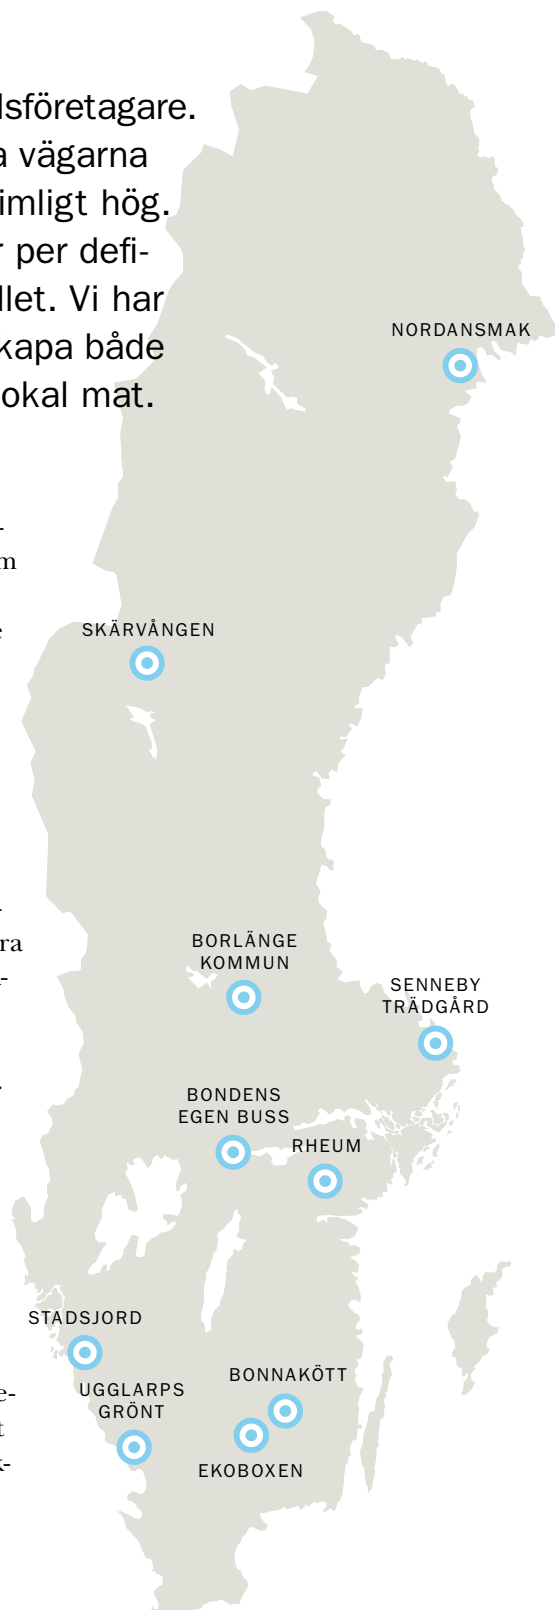 lsföretagare.
a vägarna
imligt hög.
r per defi-
llet. Vi har
kapa både
okal mat.
-
m
e
-
ra
-
.
e-
t
k-
NORDANSMAK
SKÄRVÅNGEN
BORLÄNGE
KOMMUN
SENNEBY
TRÄDGÅRD
BONDENS
EGEN BUSS
RHEUM
STADSJORD
UGGLARPS
GRÖNT
BONNAKÖTT
EKOBOXEN